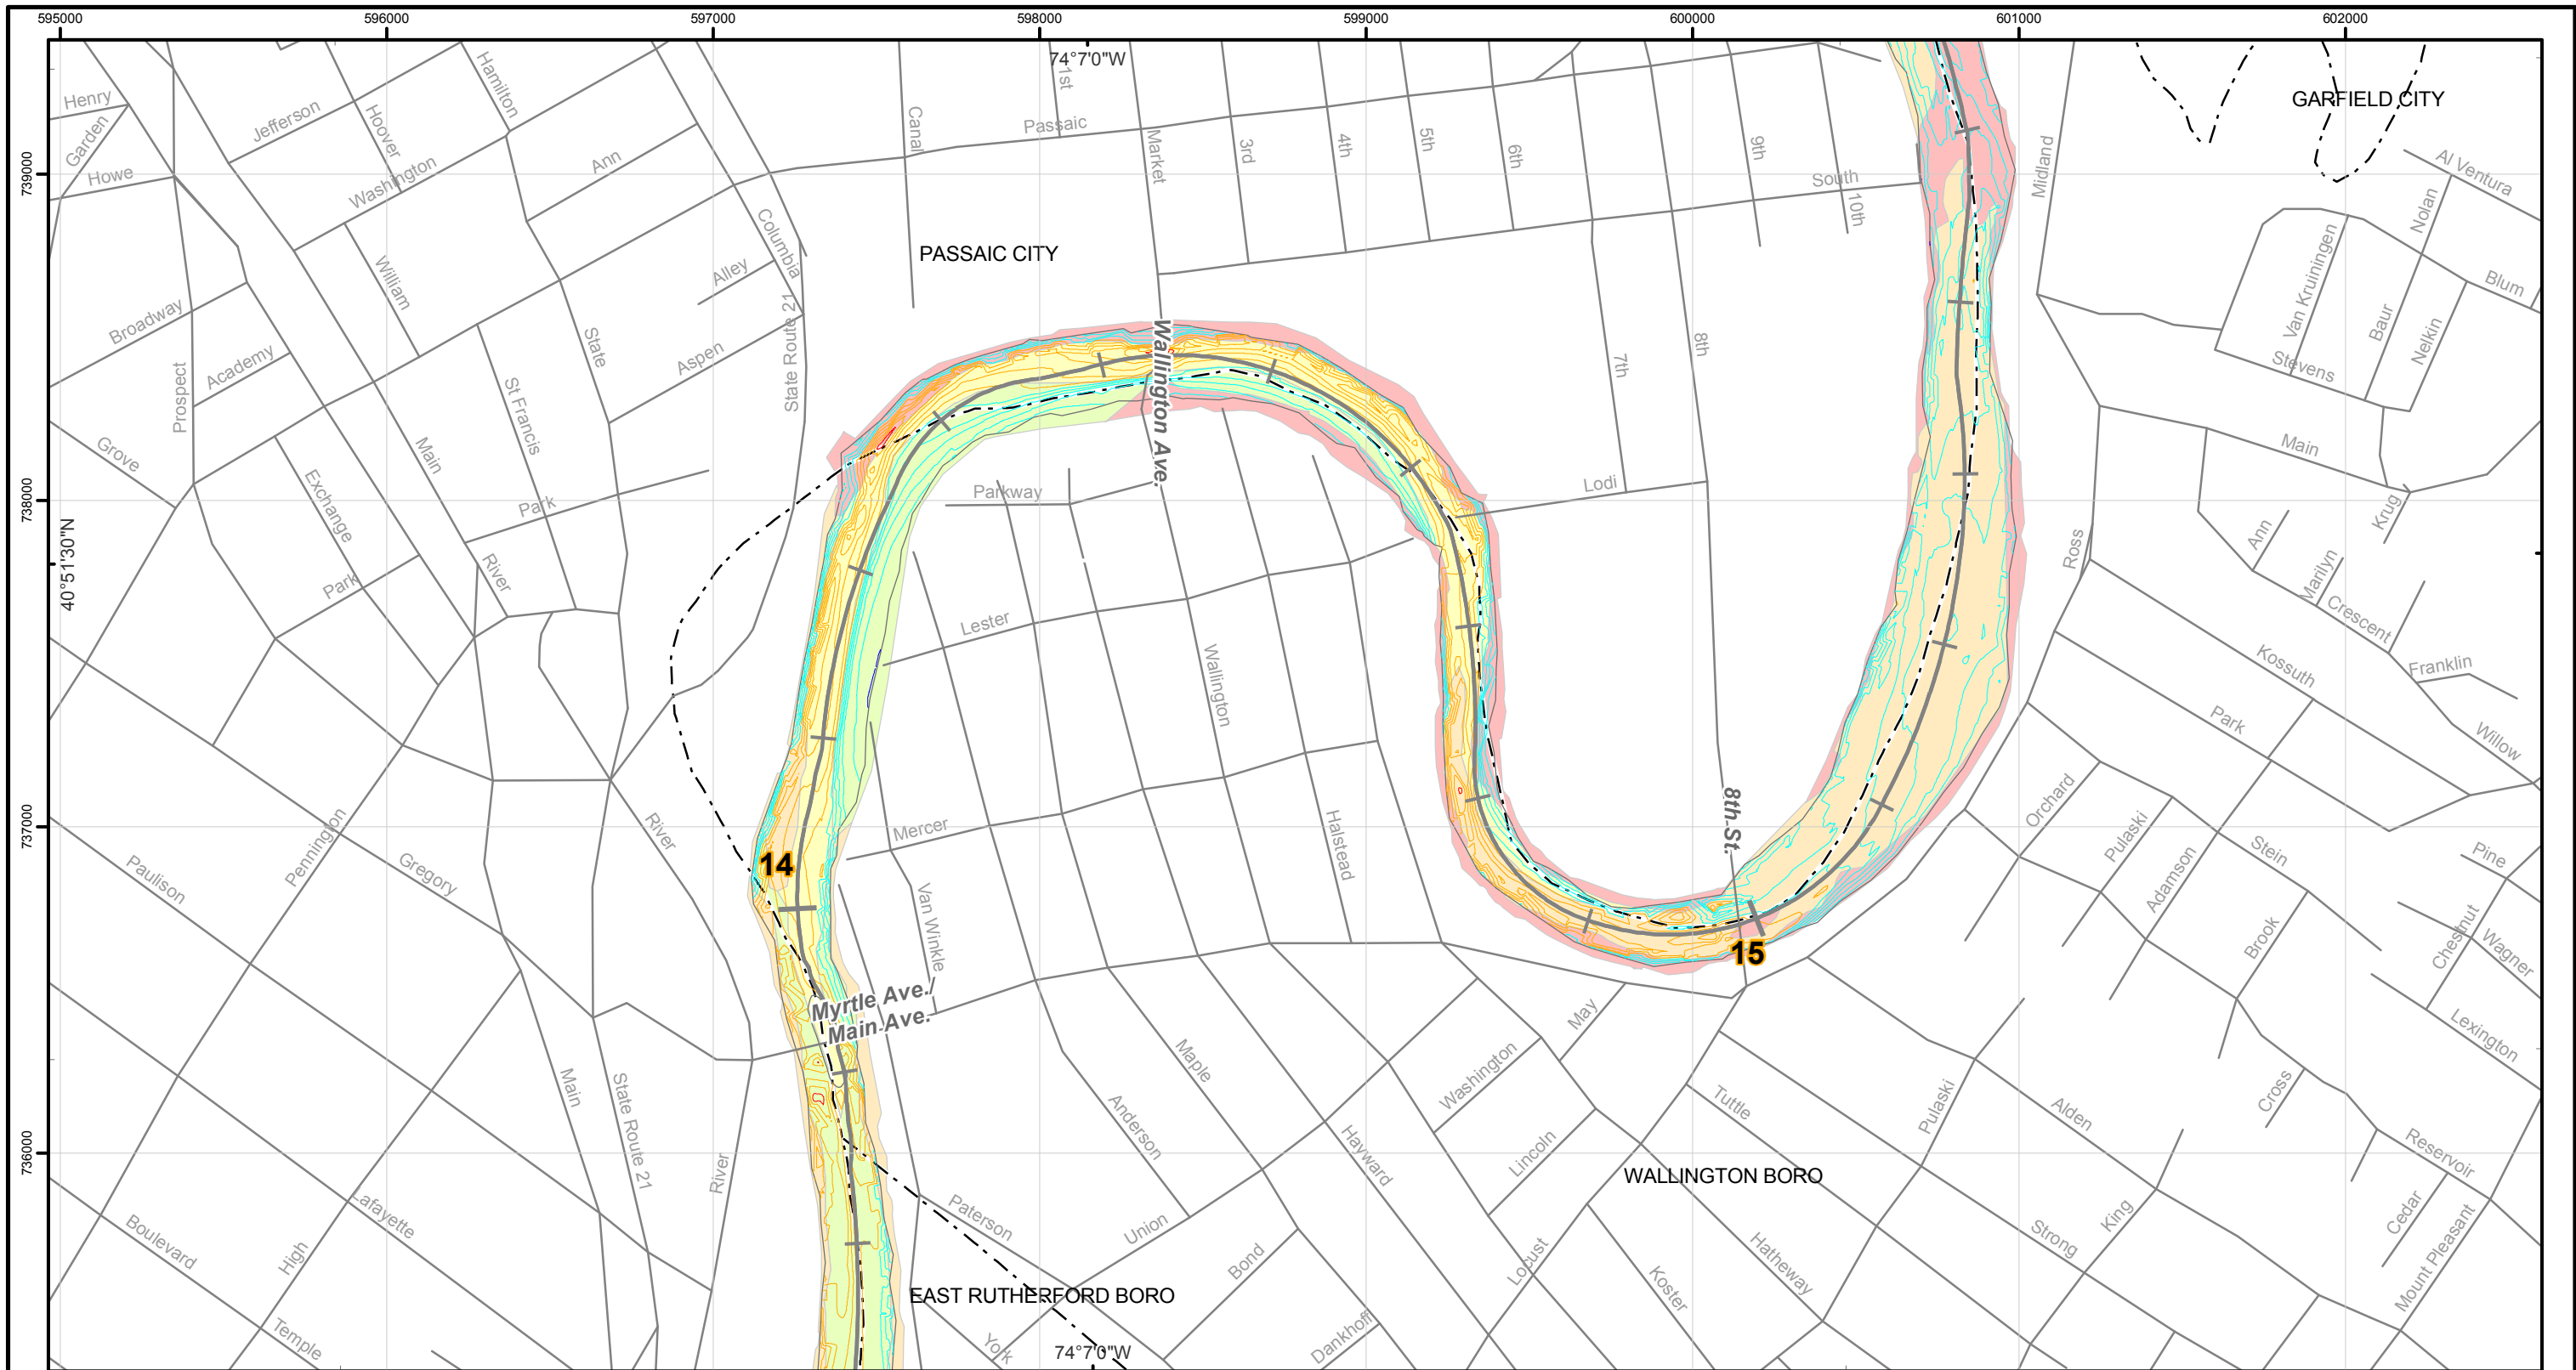 595000
596000
597000
598000
599000
600000
601000
602000
74°7'0"W
GARFIELD CITY
Henry
Garden
Howe
Jefferson
Hoover
Hamilton
Washington
Ann
Canal
1st
Passaic
Market
3rd
4th
5th
6th
9th
South
10th
Midland
Al Ventura
Nolan
Van Kruiningen
Baur
Blum
Nelkin
Stevens
739000
PASSAIC CITY
William
Columbia
Alley
State Route 21
Broadway
Academy
Prospect
State
Aspen
St Francis
Wallington Ave.
7th
8th
Main
Grove
Main
Exchange
Park
River
Park
Parkway
Lodi
738000
40°51'30"N
Ross
Ann
Krug
Marilyn
Crescent
Franklin
Kossuth
Park
Willow
Lester
Wallington
Orchard
Pulaski
Adamson
Stein
Pine
Brook
Chestnut
Wagner
Lexington
737000
Pennington
Gregory
Paulison
River
14
Mercer
Van Winkle
Halstead
8th St.
15
Myrtle Ave.
Main Ave.
May
Washington
Lincoln
Maple
Anderson
Hayward
Tuttle
Pulaski
Alden
Cross
Reservoir
Cedar
Mount Pleasant
736000
Main
State Route 21
River
Lafayette
Boulevard
High
Temple
Paterson
Union
Bond
WALLINGTON BORO
Locust
Koster
Hatheway
Strong
King
EAST RUTHERFORD BORO
York
Dankhoff
74°7'0"W